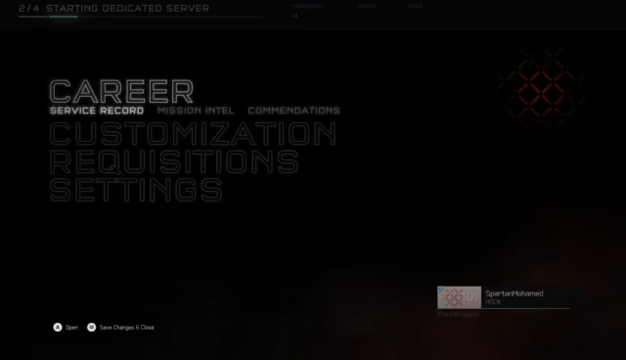 2/4 STARTING DEDICATED SERVER
CAREER
SERVICE RECORD MISSION INTEL COMMENDATIONS
CUSTOMIZATION
REQUISITIONS
SETTINGS
SpartanMohamed
A Open Save Changes & Close